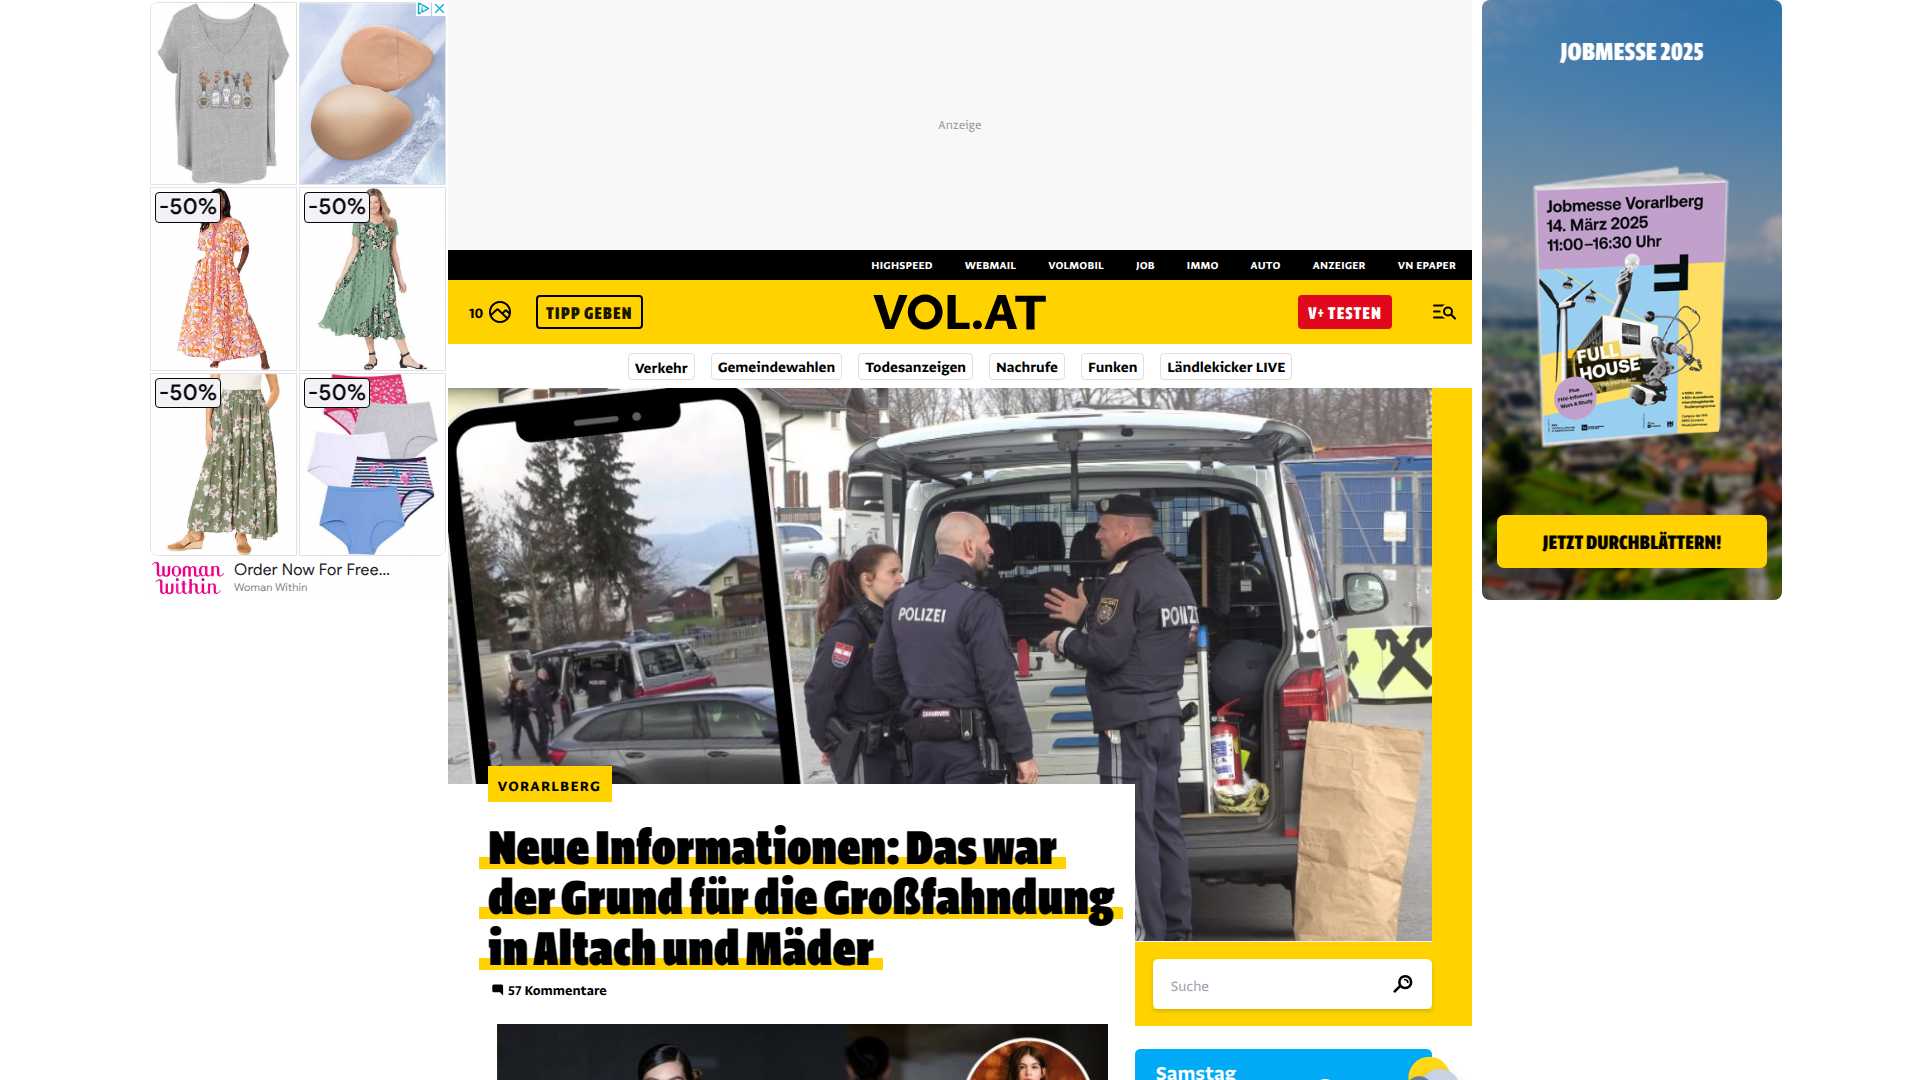 -50%
-50%
-50%
-50%
woman within
Order Now For Free...
Woman Within
Anzeige
HIGHSPEED
WEBMAIL
VOLMOBIL
JOB
IMMO
AUTO
ANZEIGER
VN EPAPER
10
TIPP GEBEN
VOL.AT
V+ TESTEN
Verkehr
Gemeindewahlen
Todesanzeigen
Nachrufe
Funken
Ländlekicker LIVE
POLIZEI
VORARLBERG
Neue Informationen: Das war
der Grund für die Großfahndung
in Altach und Mäder
57 Kommentare
Suche
Samstag
JOBMESSE 2025
Jobmesse Vorarlberg
14. März 2025
11:00–16:30 Uhr
FULL
HOUSE
JETZT DURCHBLÄTTERN!